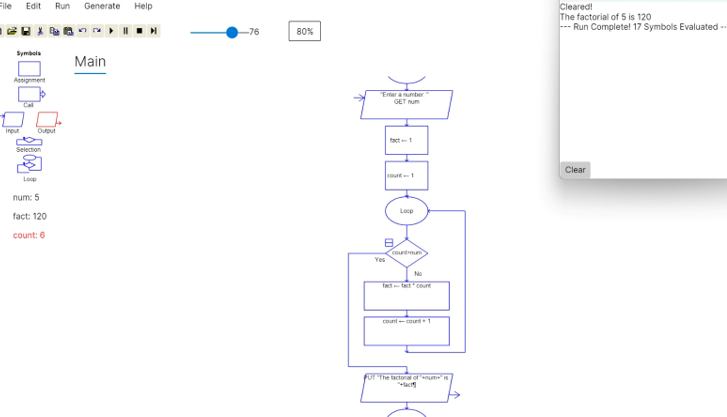 File Edit Run Generate Help
76
80%
Symbols
Assignment
Call
Input Output
Selection
Loop
num: 5
fact: 120
count: 6
Main
"Enter a number: "
GET num
fact ← 1
count ← 1
Loop
count>num
Yes
No
fact ← fact * count
count ← count + 1
PUT "The factorial of "+num+" is
"+fact¶
Cleared!
The factorial of 5 is 120
--- Run Complete! 17 Symbols Evaluated --
Clear